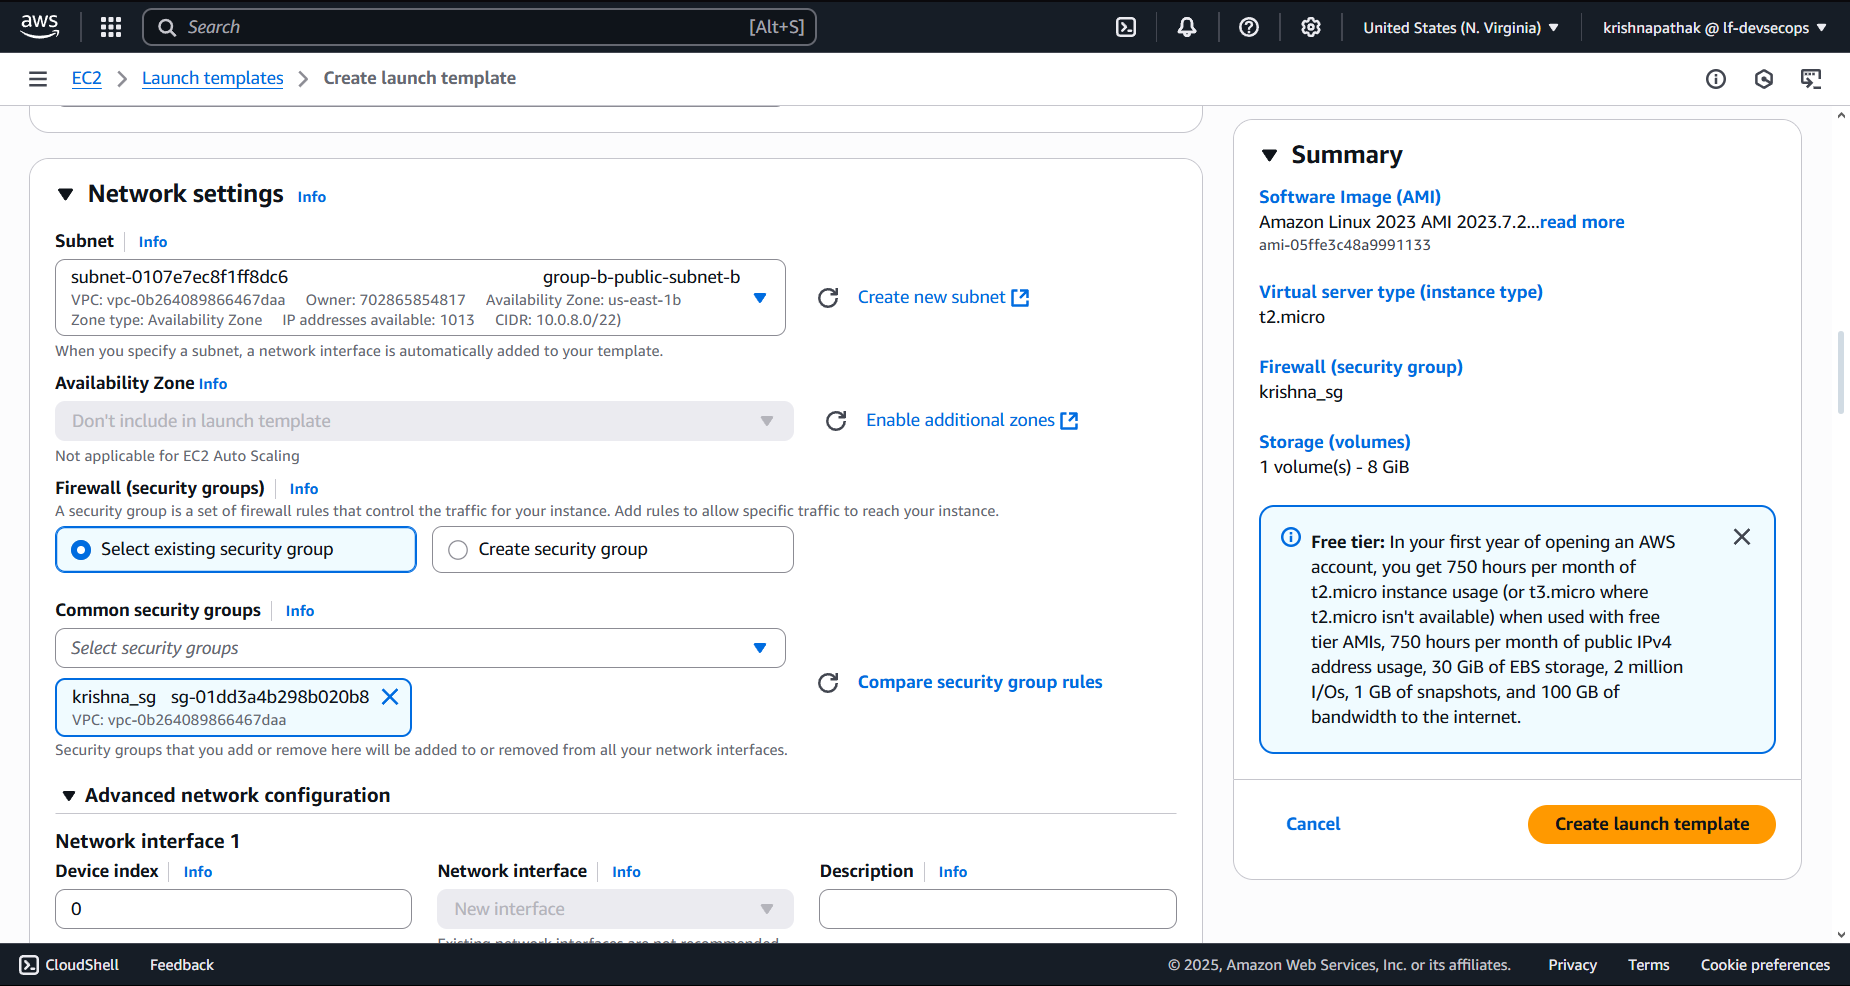 aws
Search [Alt+S]
United States (N. Virginia) ▼
krishnapathak @ lf-devsecops ▼
EC2 > Launch templates > Create launch template
Network settings Info
Subnet Info
subnet-0107e7ec8f1ff8dc6 group-b-public-subnet-b
VPC: vpc-0b264089866467daa Owner: 702865854817 Availability Zone: us-east-1b
Zone type: Availability Zone IP addresses available: 1013 CIDR: 10.0.8.0/22)
Create new subnet
When you specify a subnet, a network interface is automatically added to your template.
Availability Zone Info
Don't include in launch template
Enable additional zones
Not applicable for EC2 Auto Scaling
Firewall (security groups) Info
A security group is a set of firewall rules that control the traffic for your instance. Add rules to allow specific traffic to reach your instance.
Select existing security group
Create security group
Common security groups Info
Select security groups
krishna_sg sg-01dd3a4b298b020b8
VPC: vpc-0b264089866467daa
Compare security group rules
Security groups that you add or remove here will be added to or removed from all your network interfaces.
Advanced network configuration
Network interface 1
Device index Info
0
Network interface Info
New interface
Existing network interfaces are not recommended
Description Info
Summary
Software Image (AMI)
Amazon Linux 2023 AMI 2023.7.2...read more
ami-05ffe3c48a9991133
Virtual server type (instance type)
t2.micro
Firewall (security group)
krishna_sg
Storage (volumes)
1 volume(s) - 8 GiB
Free tier: In your first year of opening an AWS
account, you get 750 hours per month of
t2.micro instance usage (or t3.micro where
t2.micro isn't available) when used with free
tier AMIs, 750 hours per month of public IPv4
address usage, 30 GiB of EBS storage, 2 million
I/Os, 1 GB of snapshots, and 100 GB of
bandwidth to the internet.
Cancel
Create launch template
CloudShell
Feedback
© 2025, Amazon Web Services, Inc. or its affiliates.
Privacy
Terms
Cookie preferences